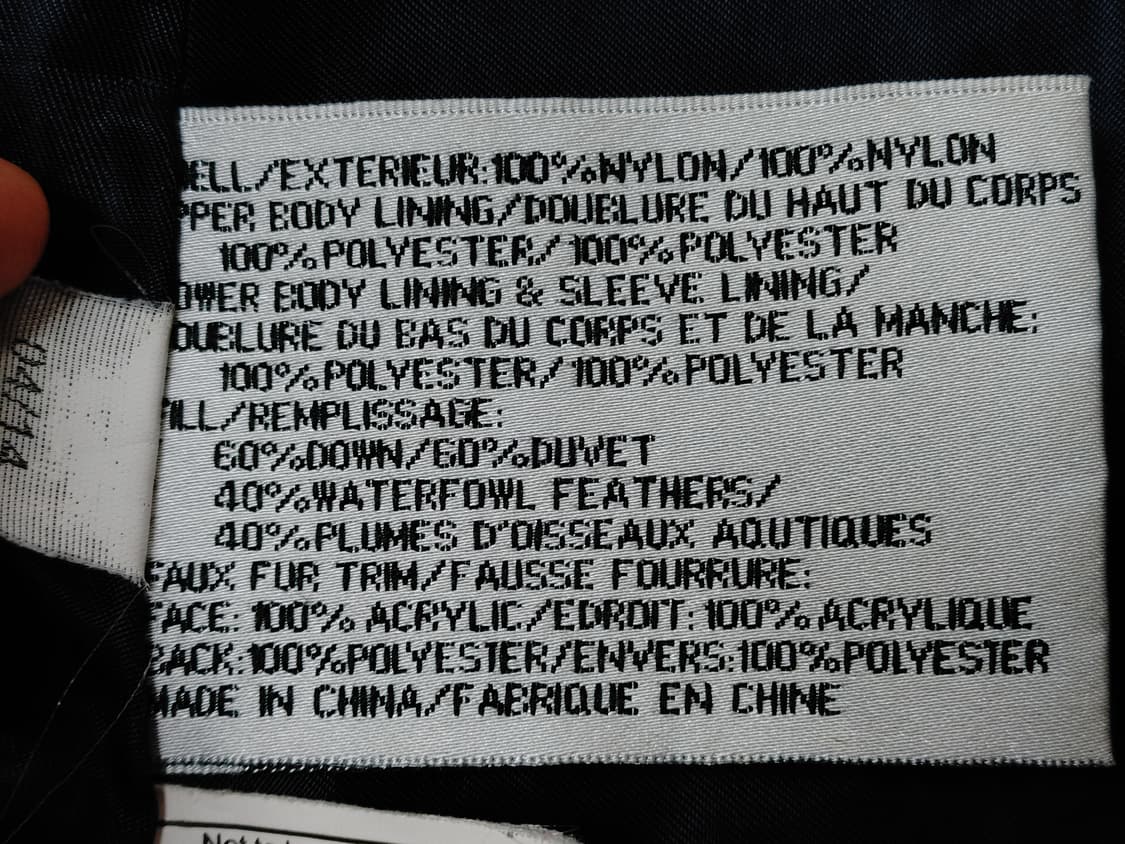 ELL/EXTERIEUR:100%NYLON/100%NYLON
PPER BODY LINING/DOUBLURE DU HAUT DU CORPS
100%POLYESTER/100%POLYESTER
OWER BODY LINING & SLEEVE LINING/
OUBLURE DU BAS DU CORPS ET DE LA MANCHE:
100%POLYESTER/100%POLYESTER
ILL/REMPLISSAGE:
60%DOWN/60%DUVET
40%WATERFOWL FEATHERS/
40%PLUMES D'OISSEAUX AQUTIQUES
FAUX FUR TRIM/FAUSSE FOURRURE:
FACE: 100% ACRYLIC/EDROIT: 100% ACRYLIQUE
BACK:100%POLYESTER/ENVERS:100%POLYESTER
MADE IN CHINA/FABRIQUE EN CHINE
04/14